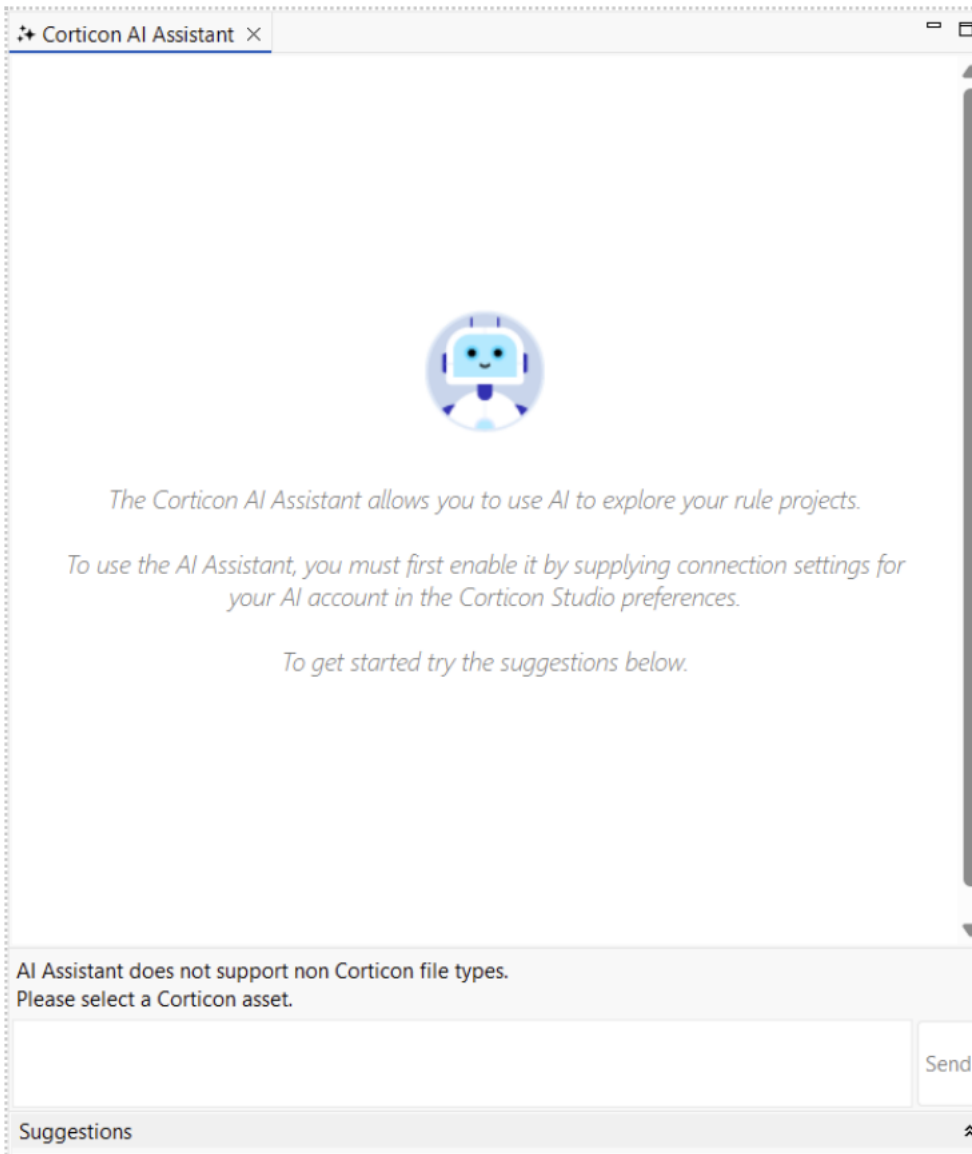 Corticon AI Assistant
The Corticon AI Assistant allows you to use AI to explore your rule projects.
To use the AI Assistant, you must first enable it by supplying connection settings for
your AI account in the Corticon Studio preferences.
To get started try the suggestions below.
AI Assistant does not support non Corticon file types.
Please select a Corticon asset.
Send
Suggestions